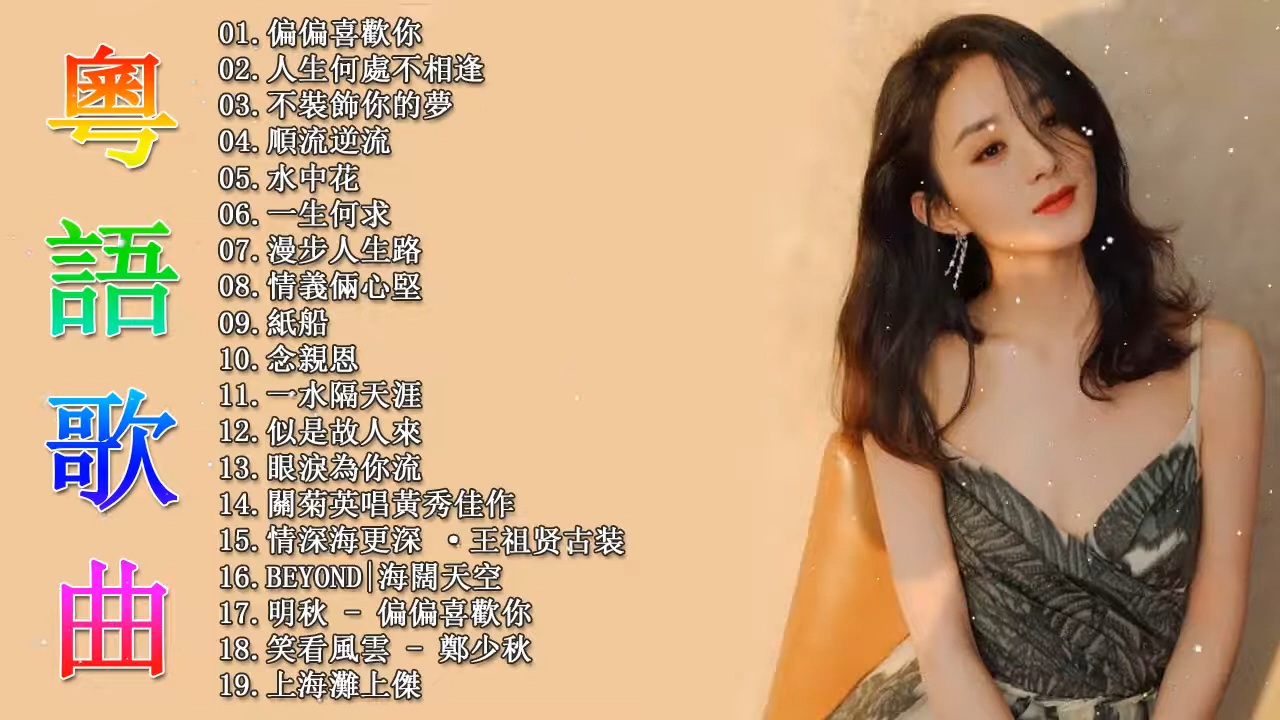 粵語歌曲
01.偏偏喜歡你
02.人生何處不相逢
03.不裝飾你的夢
04.順流逆流
05.水中花
06.一生何求
07.漫步人生路
08.情義倆心堅
09.紙船
10.念親恩
11.一水隔天涯
12.似是故人來
13.眼淚為你流
14.關菊英唱黃秀佳作
15.情深海更深 ·王祖贤古装
16.BEYOND|海闊天空
17.明秋 - 偏偏喜歡你
18.笑看風雲 - 鄭少秋
19.上海灘上傑